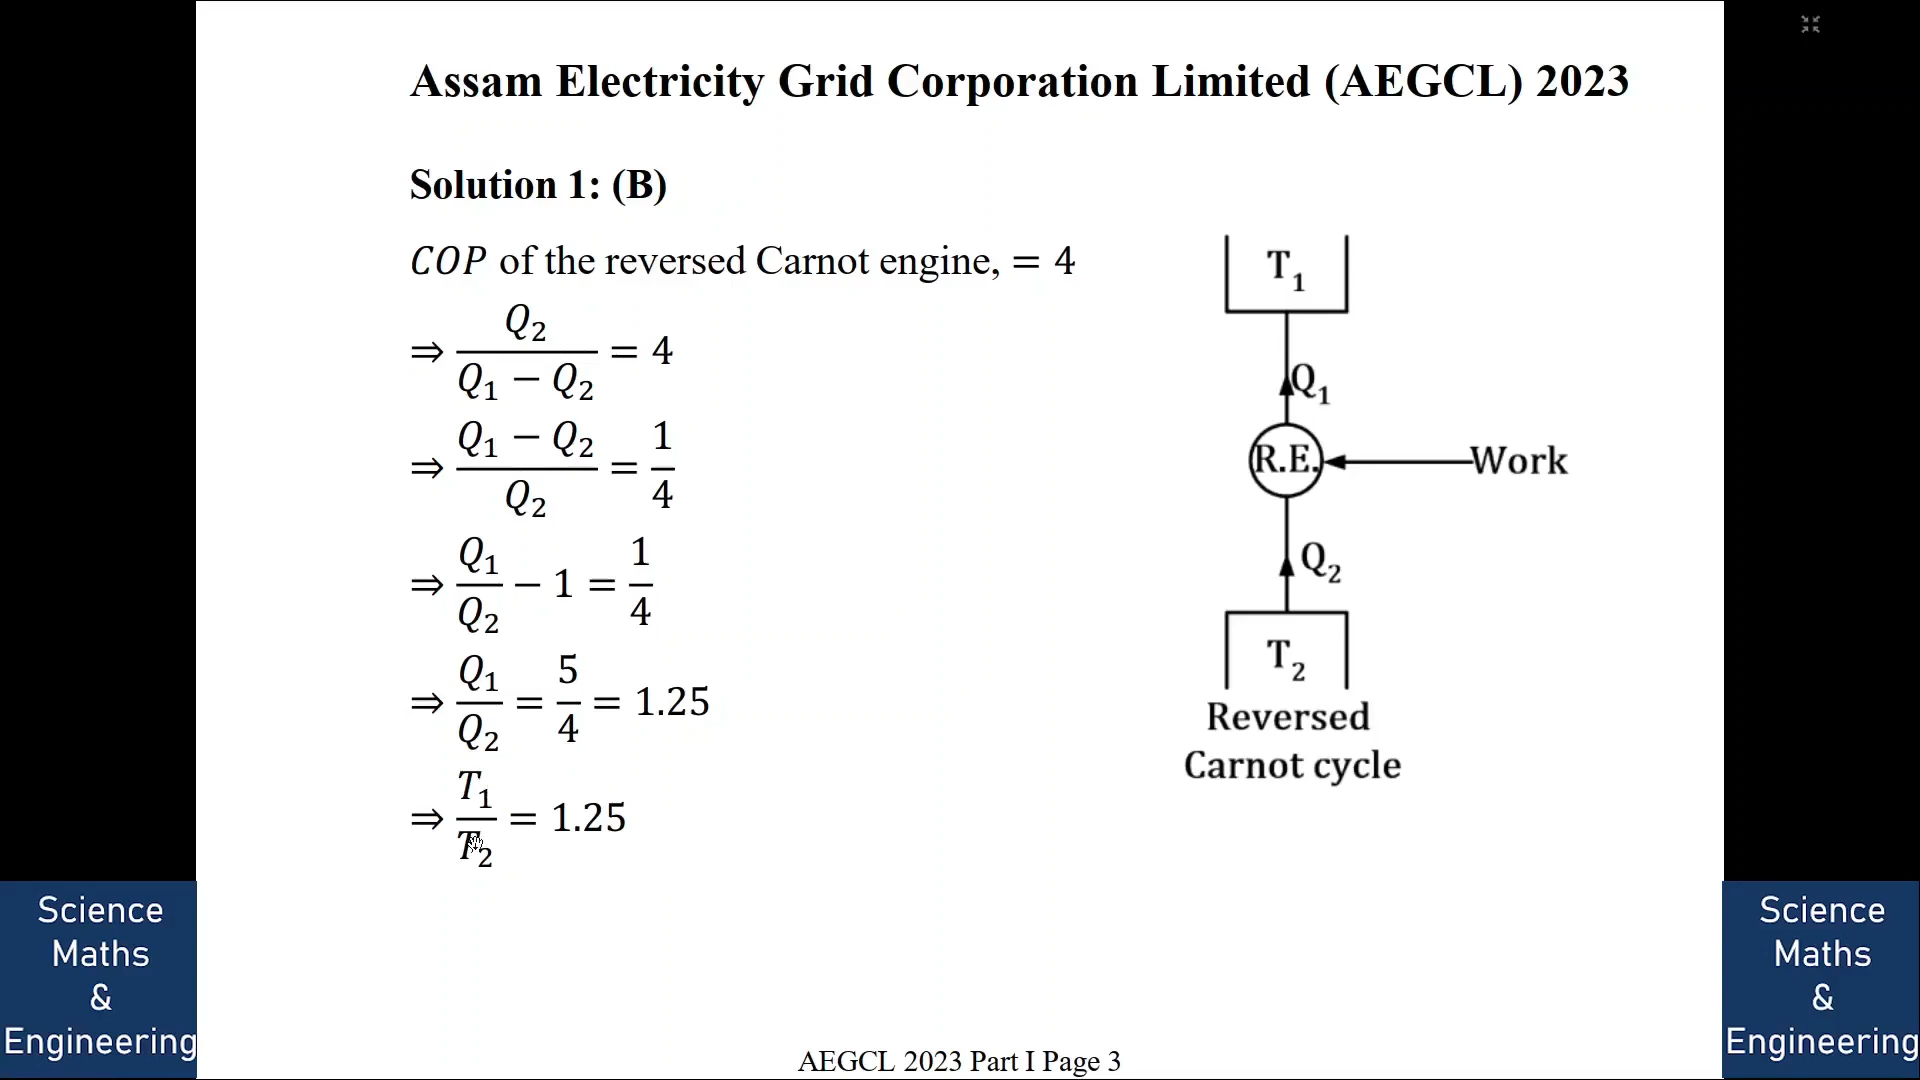 Assam Electricity Grid Corporation Limited (AEGCL) 2023
Solution 1: (B)
COP of the reversed Carnot engine, = 4
⇒ Q₂ / (Q₁ − Q₂) = 4
⇒ (Q₁ − Q₂) / Q₂ = 1/4
⇒ Q₁/Q₂ − 1 = 1/4
⇒ Q₁/Q₂ = 5/4 = 1.25
⇒ T₁/T₂ = 1.25
T₁
Q₁
R.E.
Work
Q₂
T₂
Reversed
Carnot cycle
Science
Maths
&
Engineering
Science
Maths
&
Engineering
AEGCL 2023 Part I Page 3